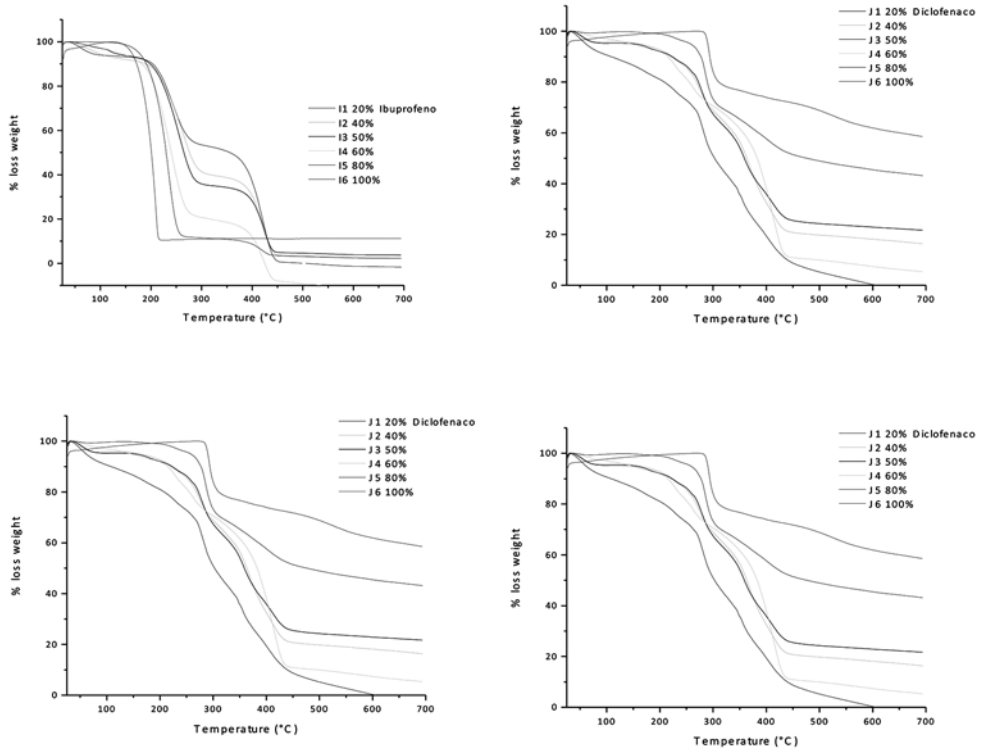 100
80
60
40
20
0
100
200
300
400
500
600
700
% loss weight
Temperature (°C)
I1 20% Ibuprofeno
I2 40%
I3 50%
I4 60%
I5 80%
I6 100%
100
80
60
40
20
0
100
200
300
400
500
600
700
% loss weight
Temperature (°C)
J1 20% Diclofenaco
J2 40%
J3 50%
J4 60%
J5 80%
J6 100%
100
80
60
40
20
0
100
200
300
400
500
600
700
% loss weight
Temperature (°C)
J1 20% Diclofenaco
J2 40%
J3 50%
J4 60%
J5 80%
J6 100%
100
80
60
40
20
0
100
200
300
400
500
600
700
% loss weight
Temperature (°C)
J1 20% Diclofenaco
J2 40%
J3 50%
J4 60%
J5 80%
J6 100%